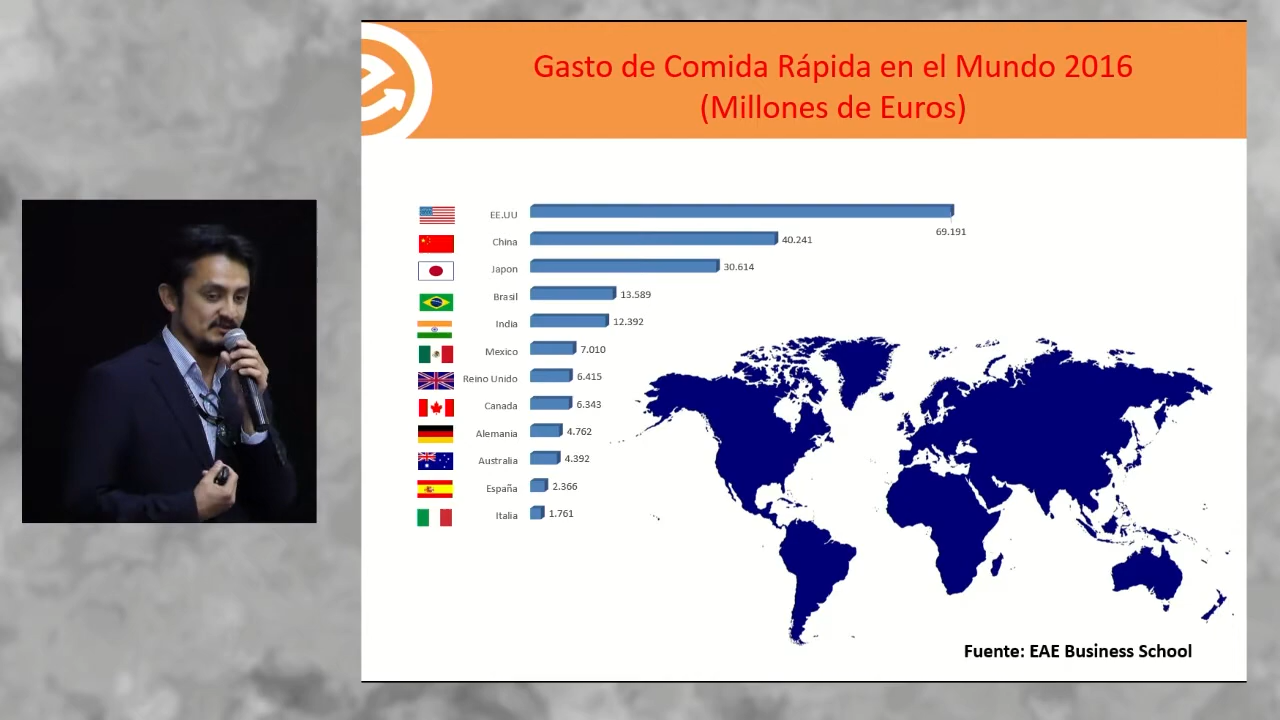 Gasto de Comida Rápida en el Mundo 2016
(Millones de Euros)
EE.UU
69.191
China 40.241
Japon 30.614
Brasil 13.589
India 12.392
Mexico 7.010
Reino Unido 6.415
Canada 6.343
Alemania 4.762
Australia 4.392
España 2.366
Italia 1.761
Fuente: EAE Business School